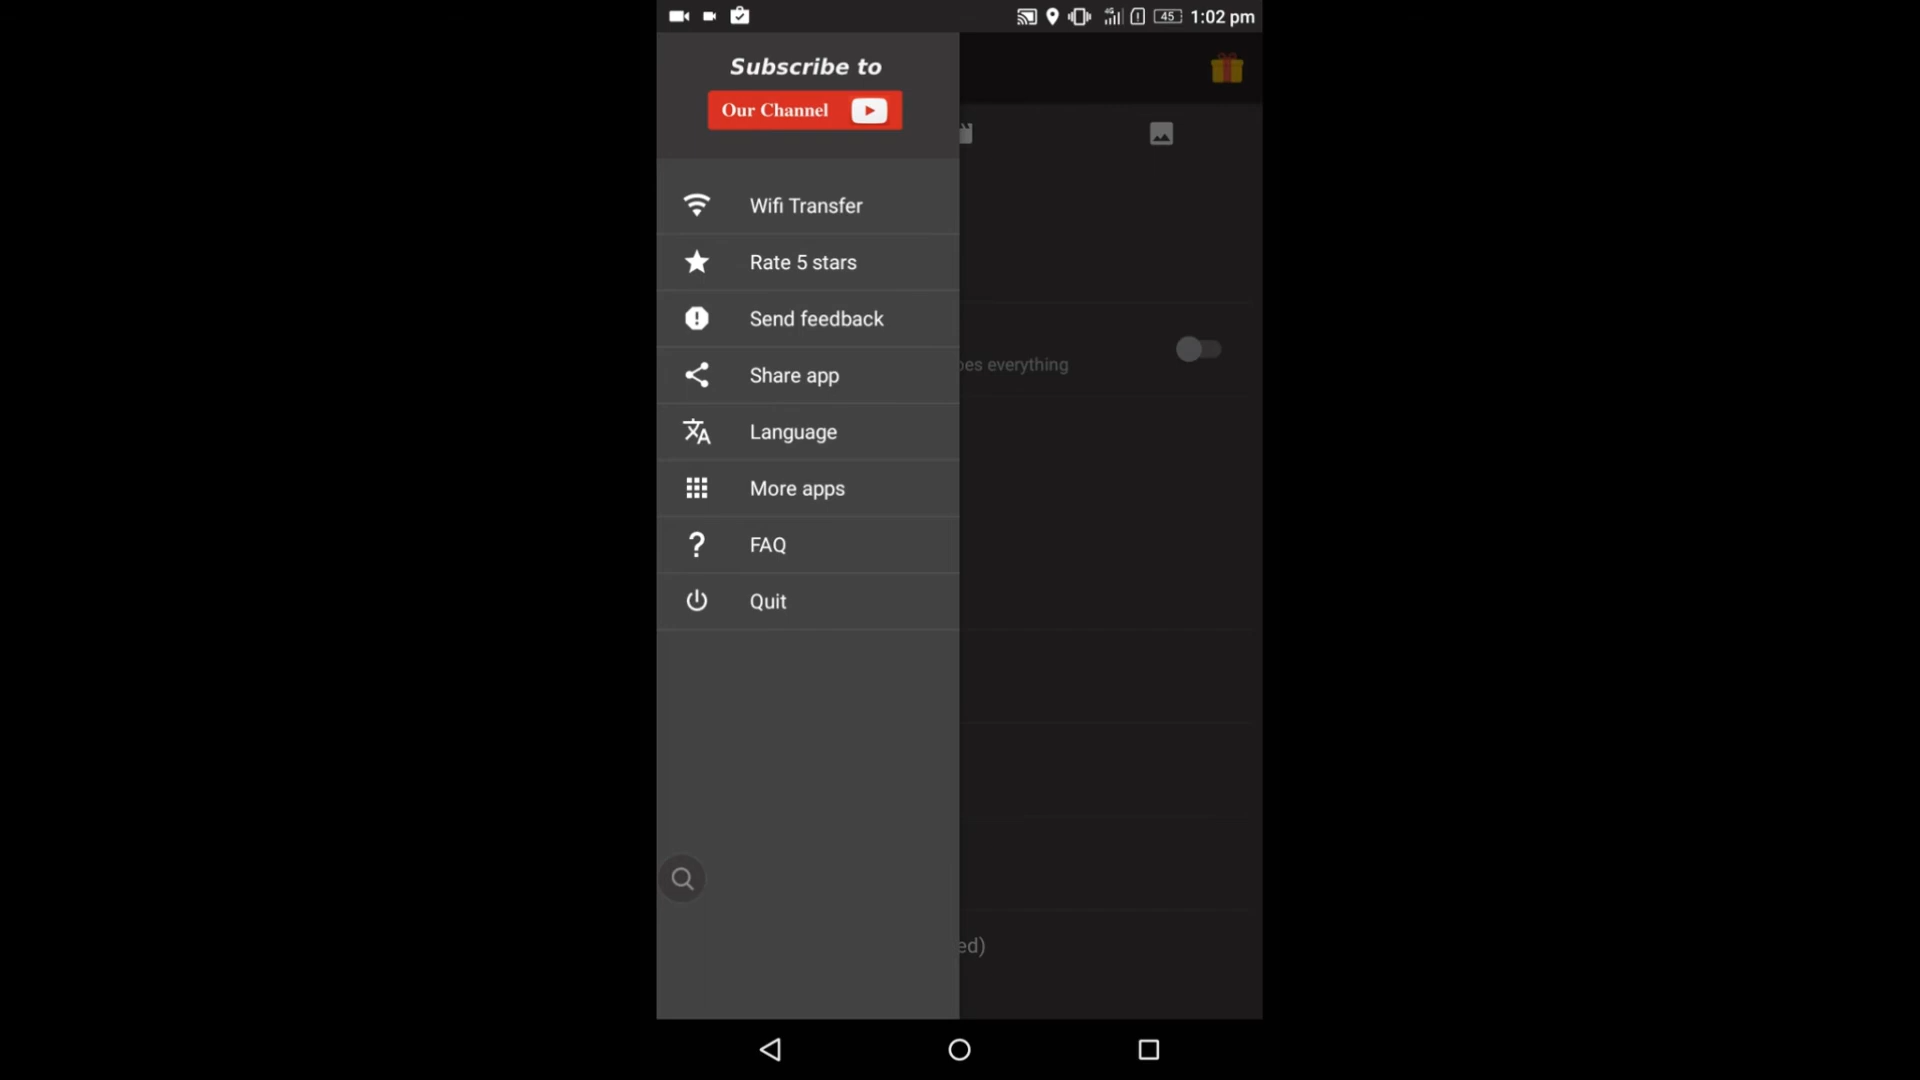 45 1:02 pm
Subscribe to
Our Channel
Wifi Transfer
Rate 5 stars
Send feedback
everything
Share app
Language
More apps
FAQ
Quit
ed)